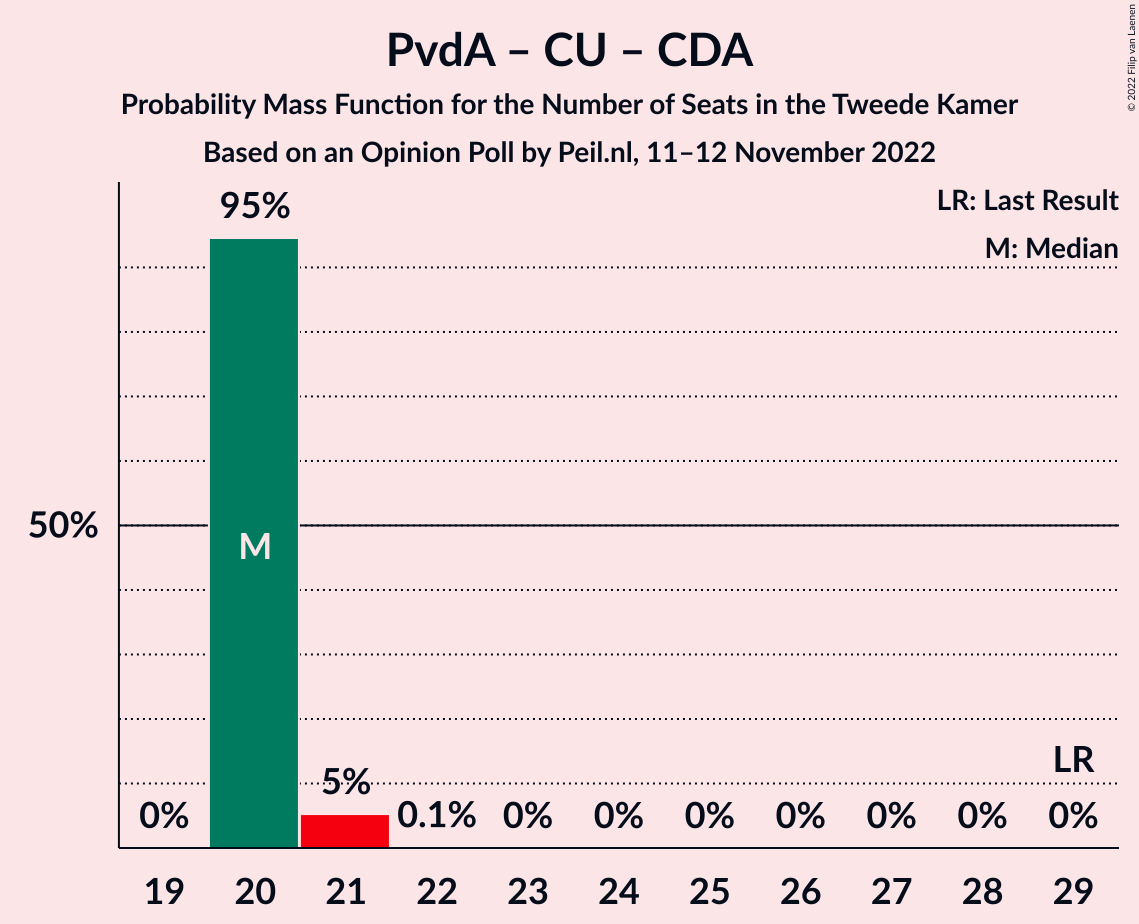 PvdA – CU – CDA
Probability Mass Function for the Number of Seats in the Tweede Kamer
Based on an Opinion Poll by Peil.nl, 11–12 November 2022
© 2022 Filip van Laenen
LR: Last Result
M: Median
95%
50%
M
LR
0%
5%
0.1%
0%
0%
0%
0%
0%
0%
0%
19 20 21 22 23 24 25 26 27 28 29